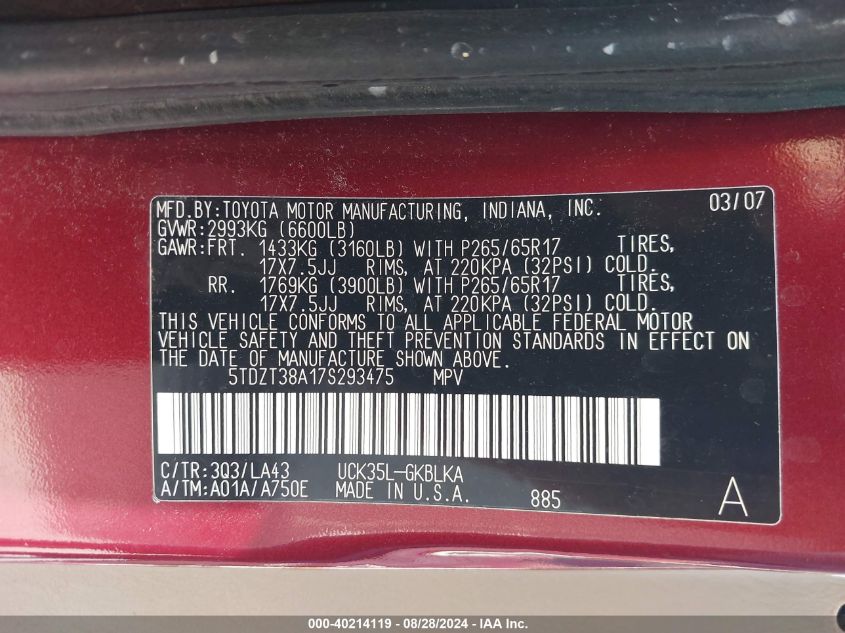 MFD.BY:TOYOTA MOTOR MANUFACTURING, INDIANA, INC. 03/07
GVWR:2993KG (6600LB)
GAWR:FRT. 1433KG (3160LB) WITH P265/65R17 TIRES,
17X7.5JJ RIMS, AT 220KPA (32PSI) COLD.
RR. 1769KG (3900LB) WITH P265/65R17 TIRES,
17X7.5JJ RIMS, AT 220KPA (32PSI) COLD.
THIS VEHICLE CONFORMS TO ALL APPLICABLE FEDERAL MOTOR
VEHICLE SAFETY AND THEFT PREVENTION STANDARDS IN EFFECT ON
THE DATE OF MANUFACTURE SHOWN ABOVE.
5TDZT38A17S293475 MPV
C/TR:3Q3/LA43 UCK35L-GKBLKA
A/TM:A01A/A750E MADE IN U.S.A. 885 A
000-40214119 - 08/28/2024 - IAA Inc.